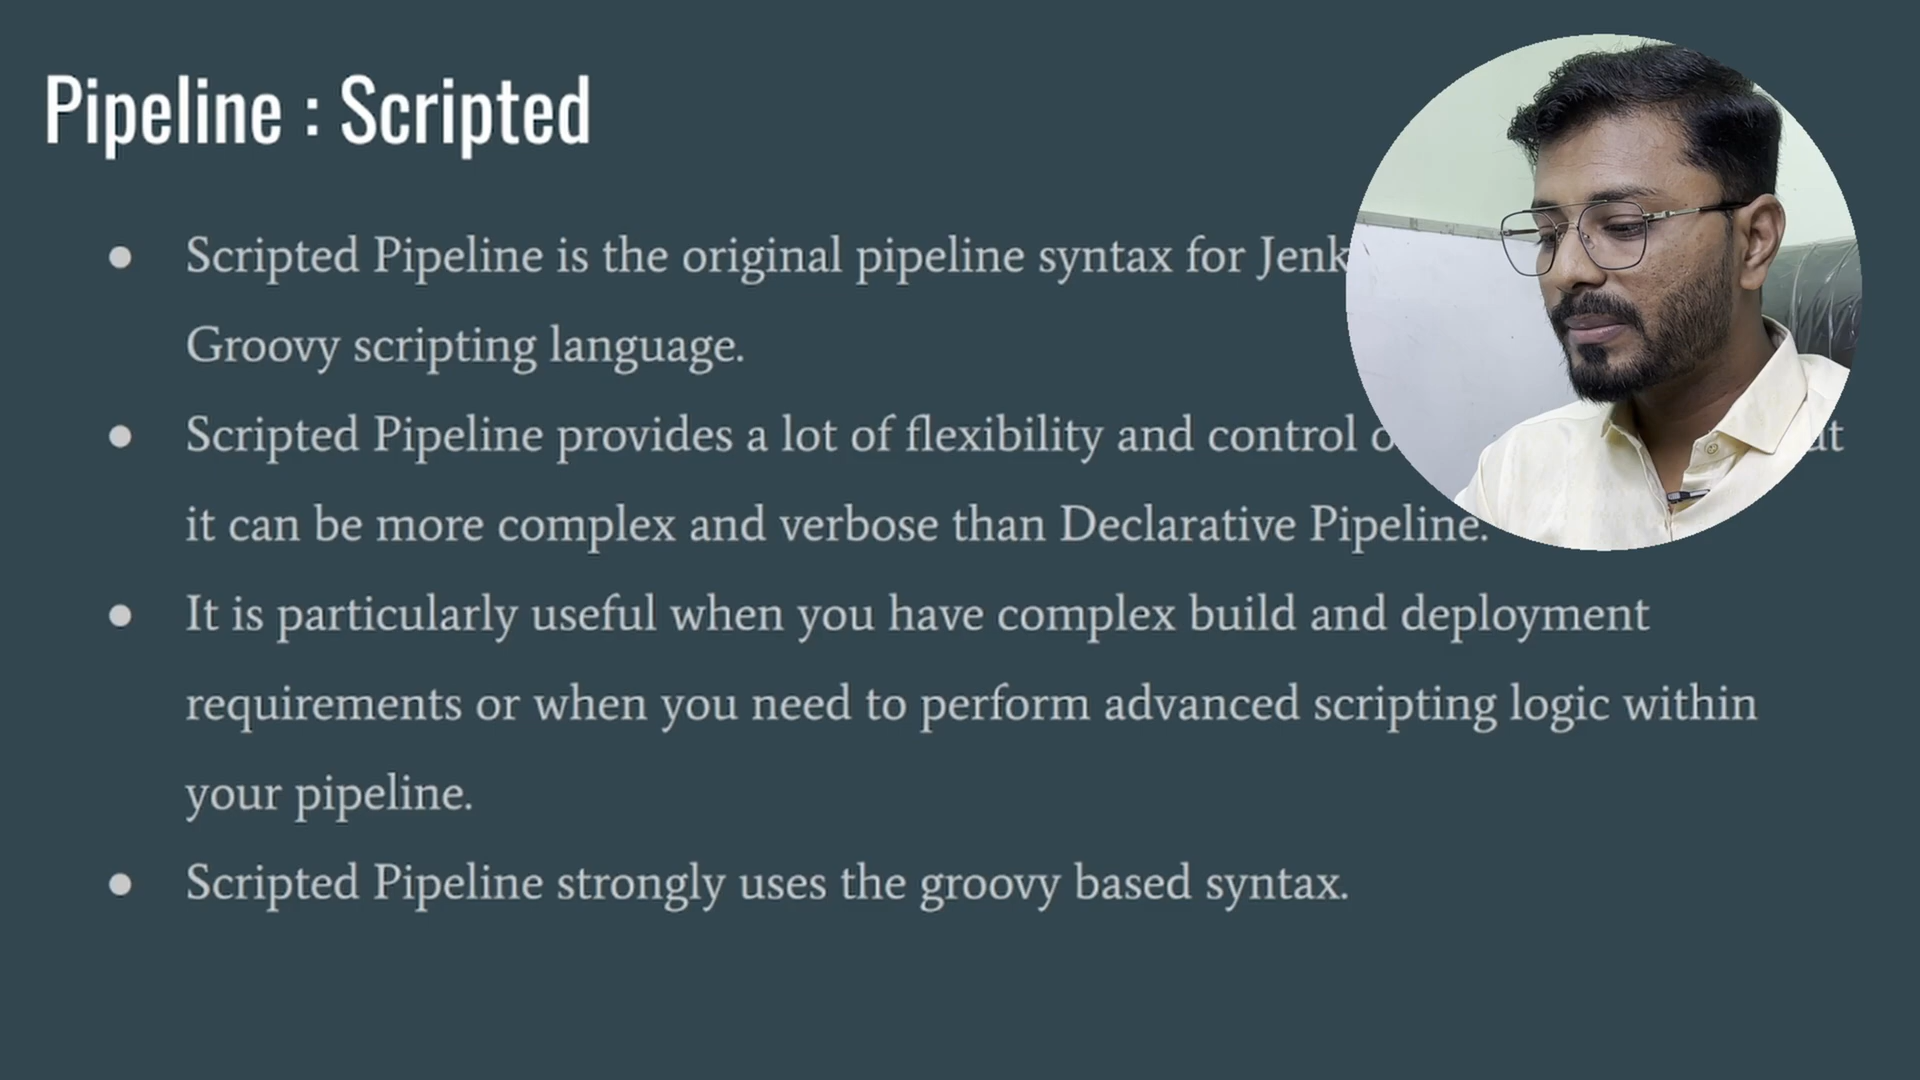 Pipeline : Scripted
● Scripted Pipeline is the original pipeline syntax for
Groovy scripting language.
● Scripted Pipeline provides a lot of flexibility and control
it can be more complex and verbose than Declarative Pipeline.
● It is particularly useful when you have complex build and deployment
requirements or when you need to perform advanced scripting logic within
your pipeline.
● Scripted Pipeline strongly uses the groovy based syntax.